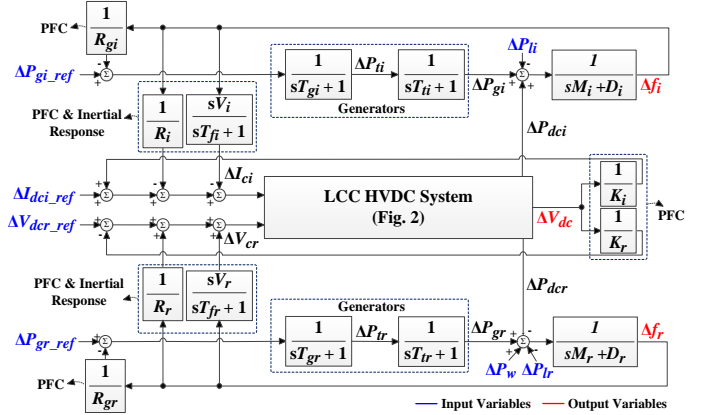 PFC
1
R_gi
ΔP_gi_ref
- Σ +
1
sT_gi + 1
ΔP_ti
1
sT_ti + 1
Generators
ΔP_gi
ΔP_li
- + Σ +
1
sM_i + D_i
Δf_i
PFC & Inertial
Response
1
R_i
sV_i
sT_fi + 1
ΔP_dci
ΔI_ci
ΔI_dci_ref
+ + Σ + - Σ + - Σ
ΔV_dcr_ref
+ - Σ + + Σ + + Σ
ΔV_cr
LCC HVDC System
(Fig. 2)
ΔV_dc
1
K_i
1
K_r
PFC
PFC & Inertial
Response
1
R_r
sV_r
sT_fr + 1
ΔP_dcr
Generators
ΔP_gr_ref
+ - Σ
1
sT_gr + 1
ΔP_tr
1
sT_tr + 1
ΔP_gr
+ - Σ + -
ΔP_w ΔP_lr
1
sM_r + D_r
Δf_r
PFC
1
R_gr
Input Variables
Output Variables